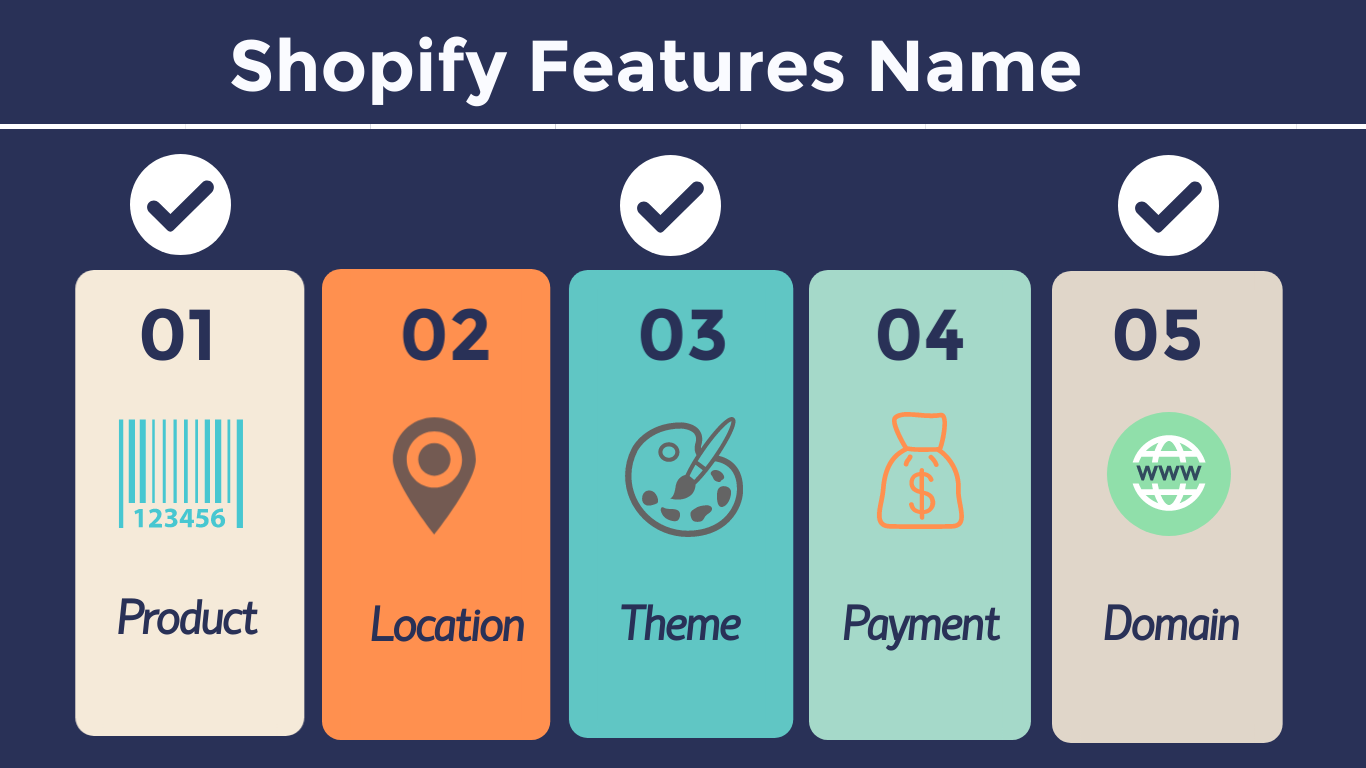 Shopify Features Name
01
02
03
04
05
123456
$
WWW
Product
Location
Theme
Payment
Domain